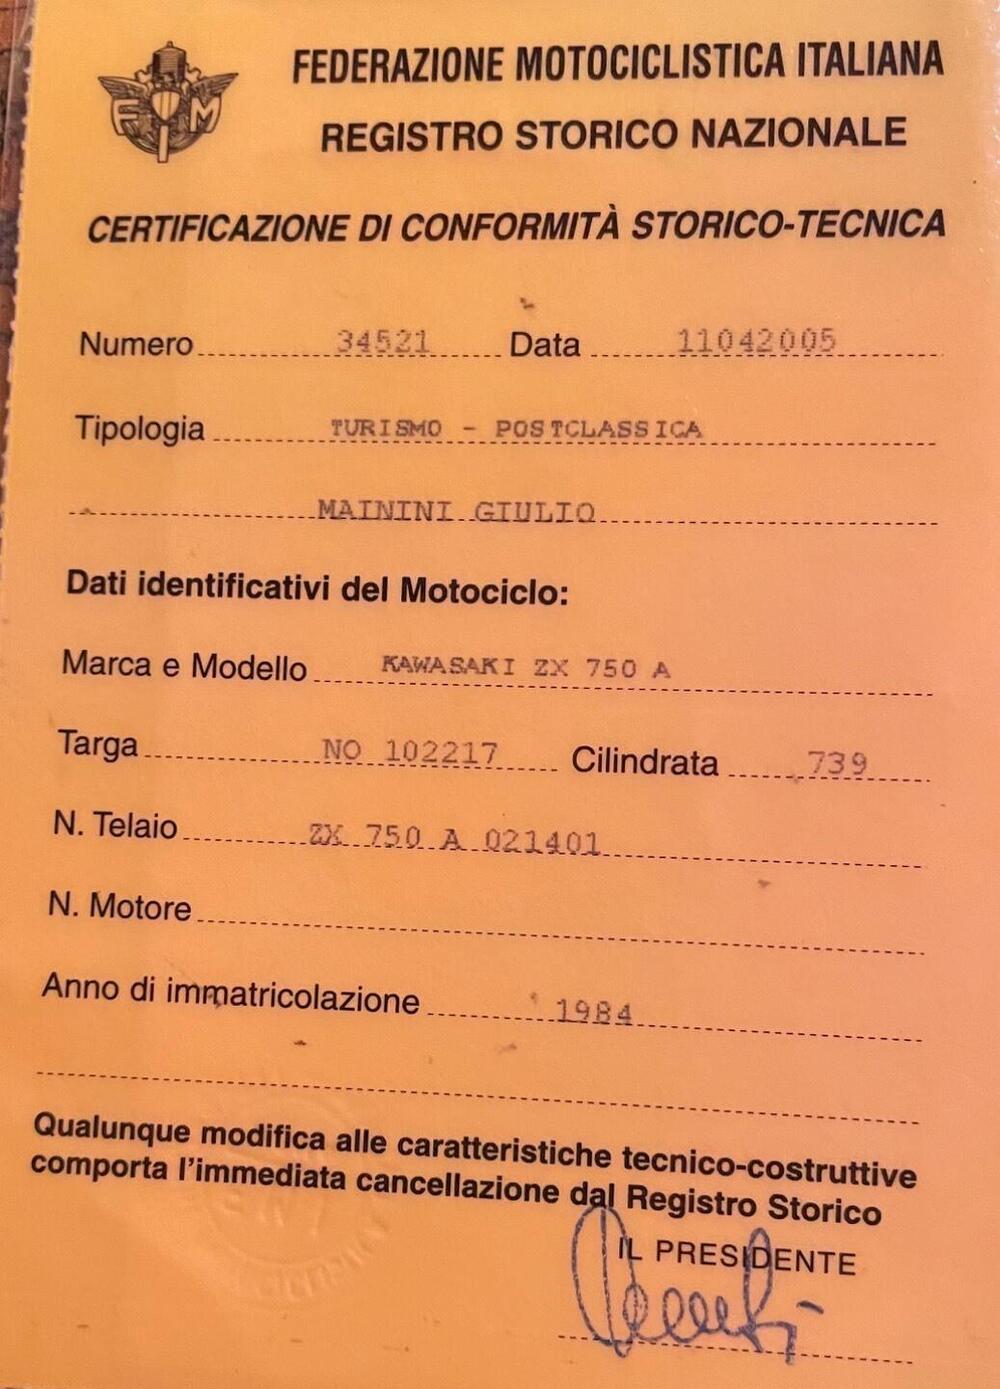 FMI
FEDERAZIONE MOTOCICLISTICA ITALIANA
REGISTRO STORICO NAZIONALE
CERTIFICAZIONE DI CONFORMITÀ STORICO-TECNICA
Numero 34521 Data 11042005
Tipologia TURISMO - POSTCLASSICA
MAININI GIULIO
Dati identificativi del Motociclo:
Marca e Modello KAWASAKI ZX 750 A
Targa NO 102217 Cilindrata 739
N. Telaio ZX 750 A 021401
N. Motore
Anno di immatricolazione 1984
Qualunque modifica alle caratteristiche tecnico-costruttive
comporta l'immediata cancellazione dal Registro Storico
IL PRESIDENTE